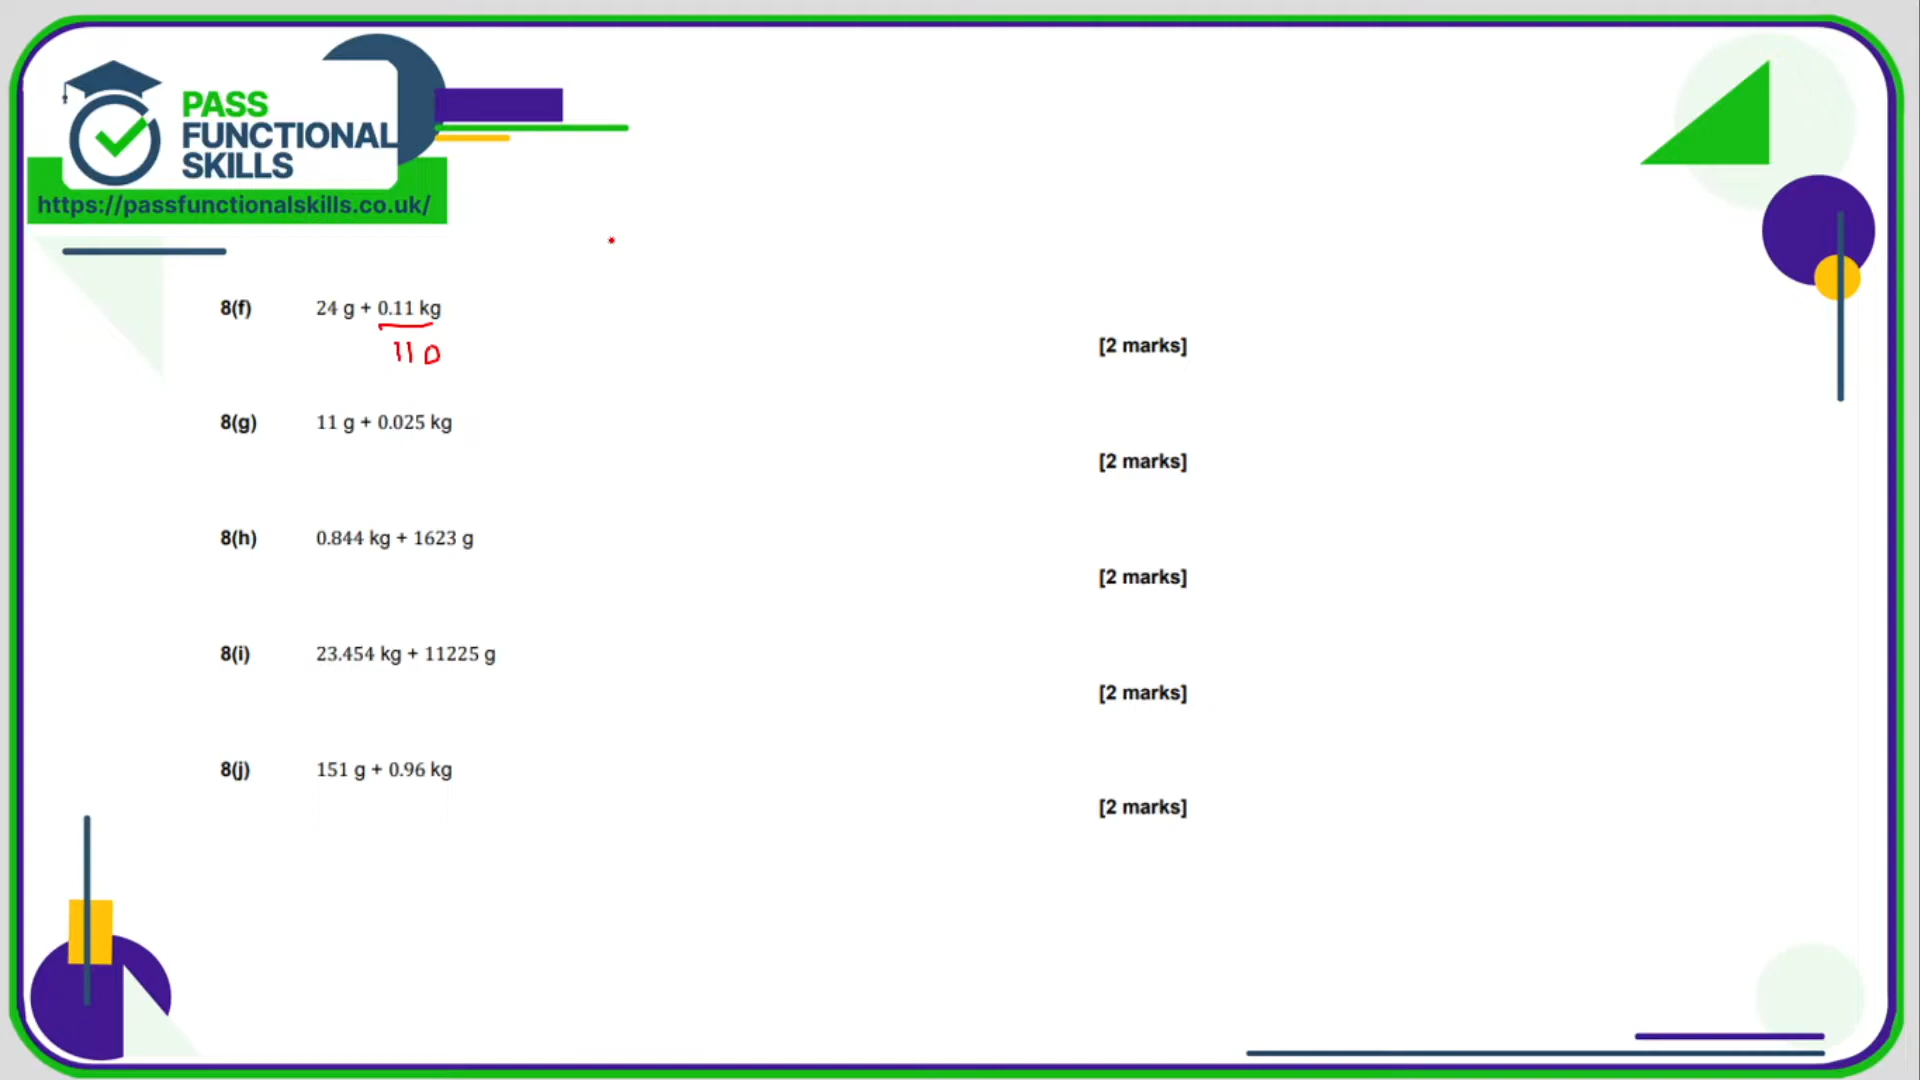 PASS
FUNCTIONAL
SKILLS
https://passfunctionalskills.co.uk/
8(f) 24 g + 0.11 kg
110
[2 marks]
8(g) 11 g + 0.025 kg
[2 marks]
8(h) 0.844 kg + 1623 g
[2 marks]
8(i) 23.454 kg + 11225 g
[2 marks]
8(j) 151 g + 0.96 kg
[2 marks]